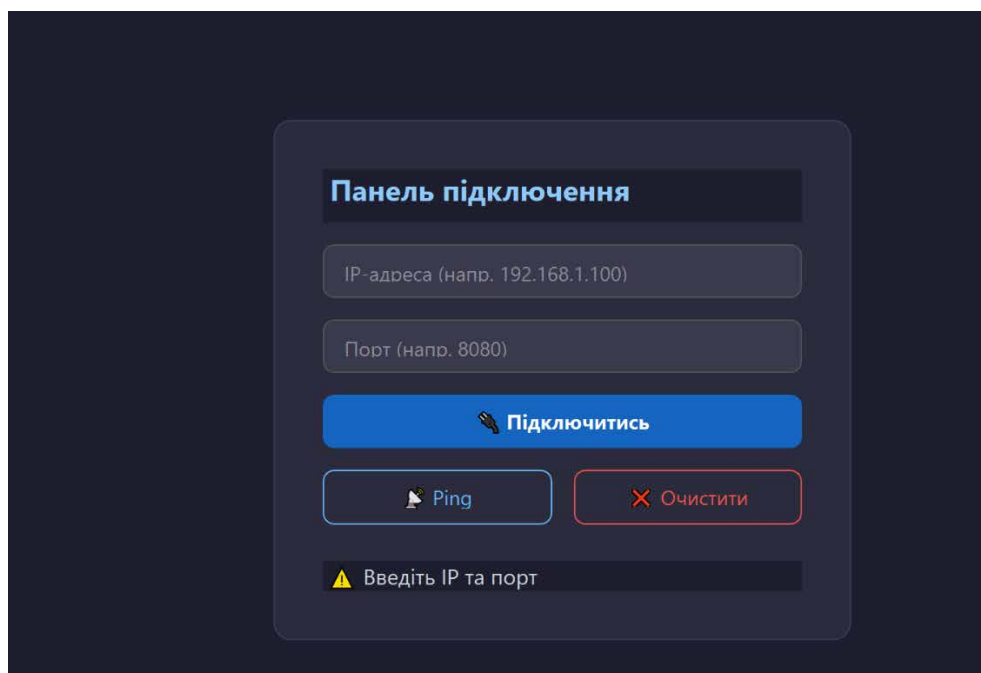 Панель підключення
IP-адреса (напр. 192.168.1.100)
Порт (напр. 8080)
🔌 Підключитись
📡 Ping
❌ Очистити
⚠️ Введіть IP та порт